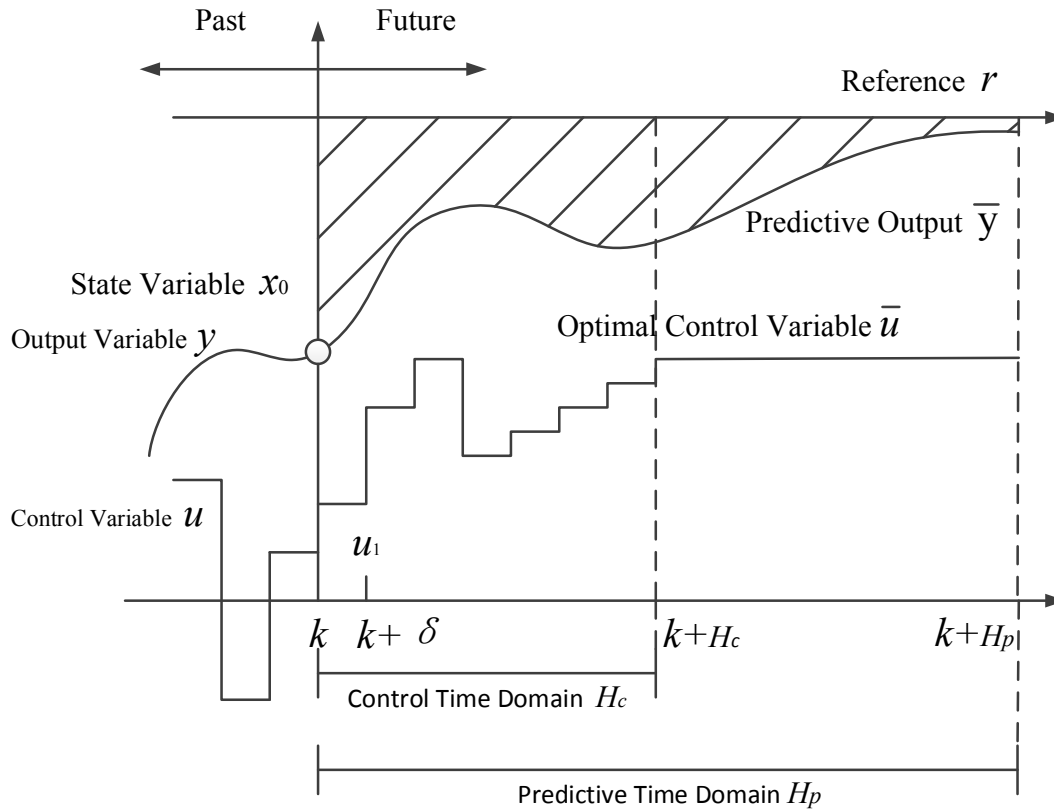 Past Future
Reference r
Predictive Output y̅
State Variable x₀
Optimal Control Variable u̅
Output Variable y
Control Variable u
u₁
k k+ δ k+Hc k+Hp
Control Time Domain Hc
Predictive Time Domain Hp